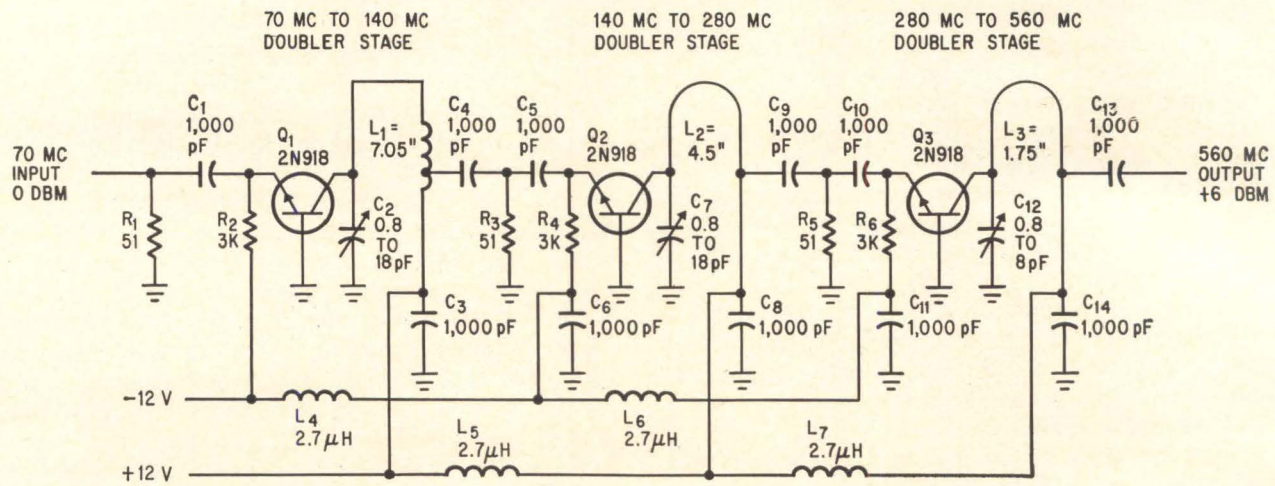 70 MC TO 140 MC
DOUBLER STAGE
140 MC TO 280 MC
DOUBLER STAGE
280 MC TO 560 MC
DOUBLER STAGE
70 MC
INPUT
0 DBM
C1
1,000
pF
R1
51
R2
3K
Q1
2N918
C2
0.8
TO
18pF
L1=
7.05"
C3
1,000 pF
C4
1,000
pF
C5
1,000
pF
R3
51
R4
3K
C6
1,000 pF
Q2
2N918
C7
0.8
TO
18pF
L2=
4.5"
C8
1,000 pF
C9
1,000
pF
C10
1,000
pF
R5
51
R6
3K
C11
1,000 pF
Q3
2N918
C12
0.8
TO
8pF
L3=
1.75"
C13
1,000
pF
C14
1,000 pF
560 MC
OUTPUT
+6 DBM
-12 V
L4
2.7μH
L6
2.7μH
+12 V
L5
2.7μH
L7
2.7μH